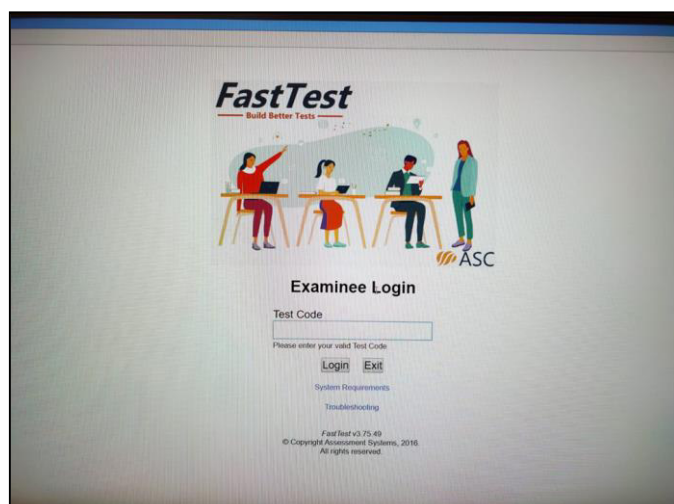 FastTest
Build Better Tests
ASC
Examinee Login
Test Code
Please enter your valid Test Code
Login Exit
System Requirements
Troubleshooting
FastTest v3.75.49
© Copyright Assessment Systems, 2016.
All rights reserved.